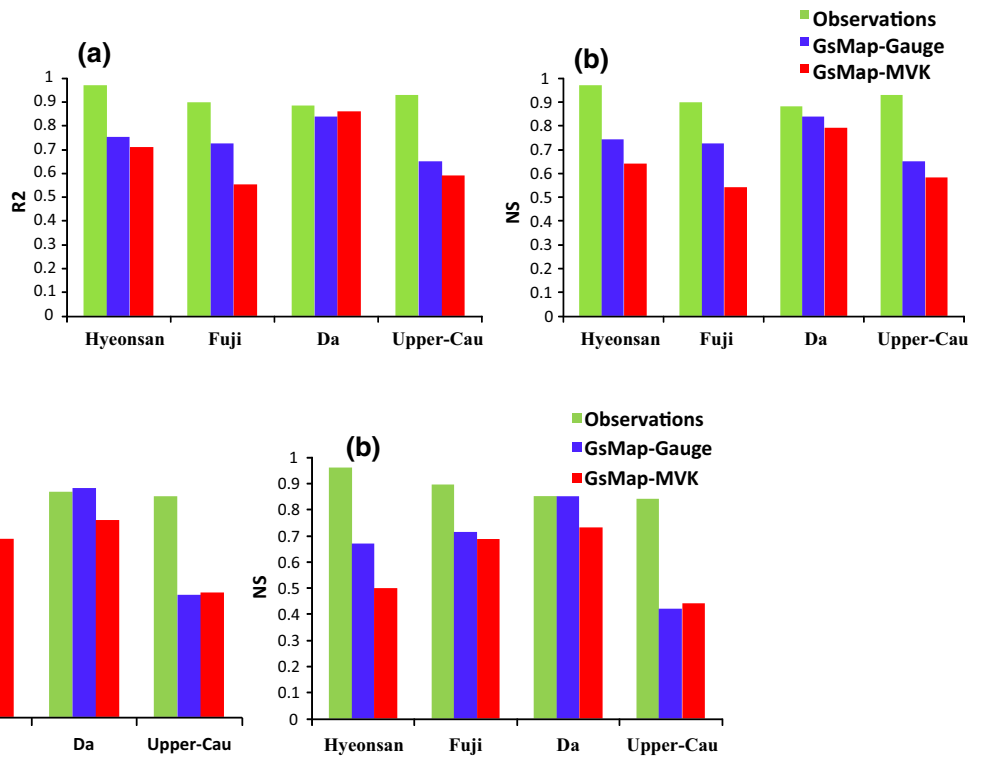 Observations
GsMap-Gauge
GsMap-MVK
(a)
1
0.9
0.8
0.7
0.6
0.5
0.4
0.3
0.2
0.1
0
R2
Hyeonsan Fuji Da Upper-Cau
(b)
1
0.9
0.8
0.7
0.6
0.5
0.4
0.3
0.2
0.1
0
NS
Hyeonsan Fuji Da Upper-Cau
Da Upper-Cau
Observations
GsMap-Gauge
GsMap-MVK
(b)
1
0.9
0.8
0.7
0.6
0.5
0.4
0.3
0.2
0.1
0
NS
Hyeonsan Fuji Da Upper-Cau